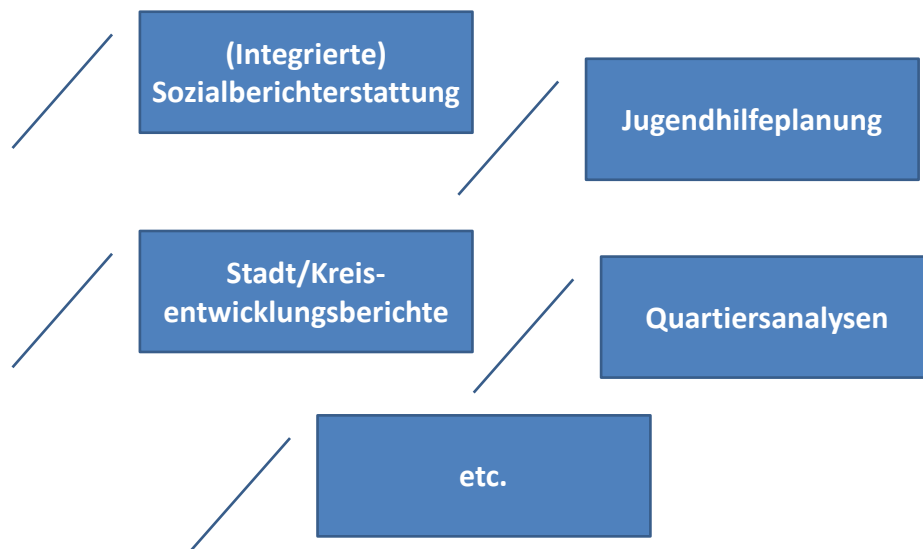 (Integrierte)
Sozialberichterstattung
Jugendhilfeplanung
Stadt/Kreis-
entwicklungsberichte
Quartiersanalysen
etc.